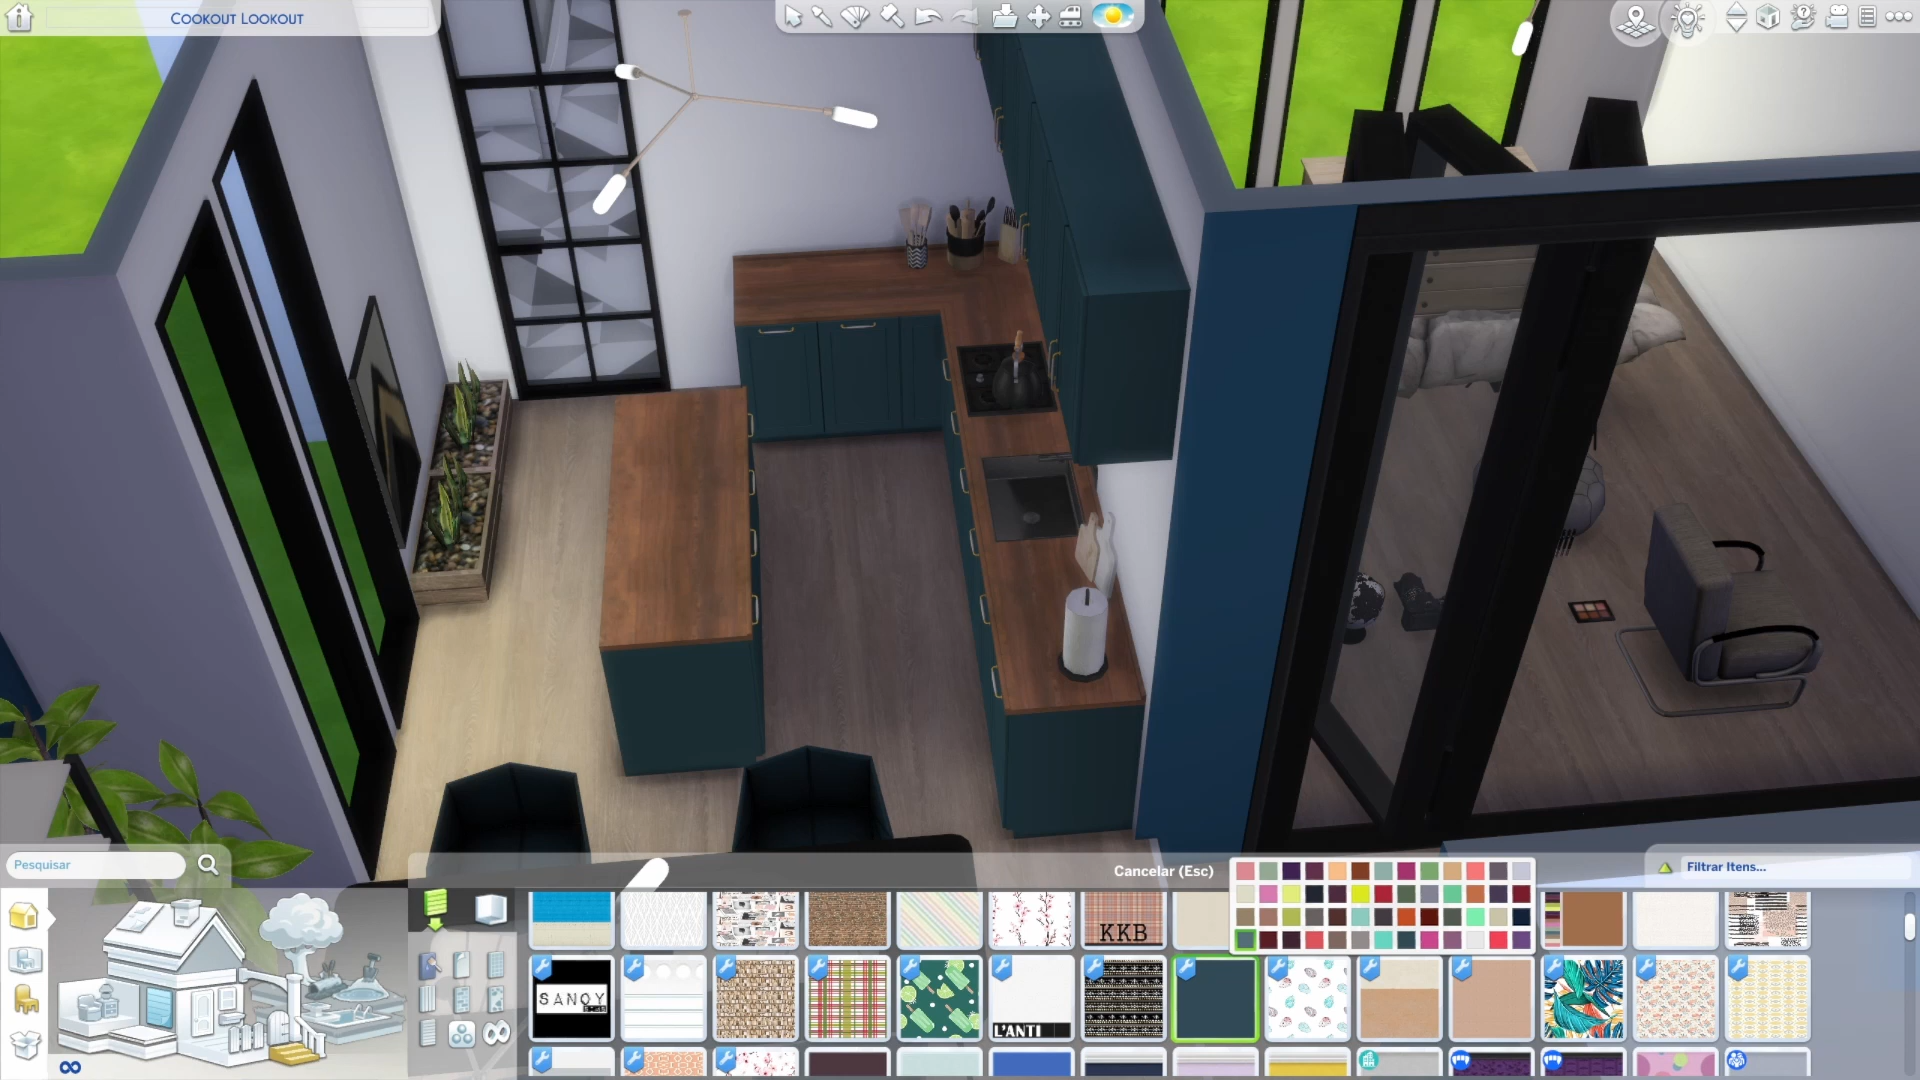 Cookout Lookout
Pesquisar
Cancelar (Esc)
Filtrar Itens...
KKB
SANOY
L'ANTI